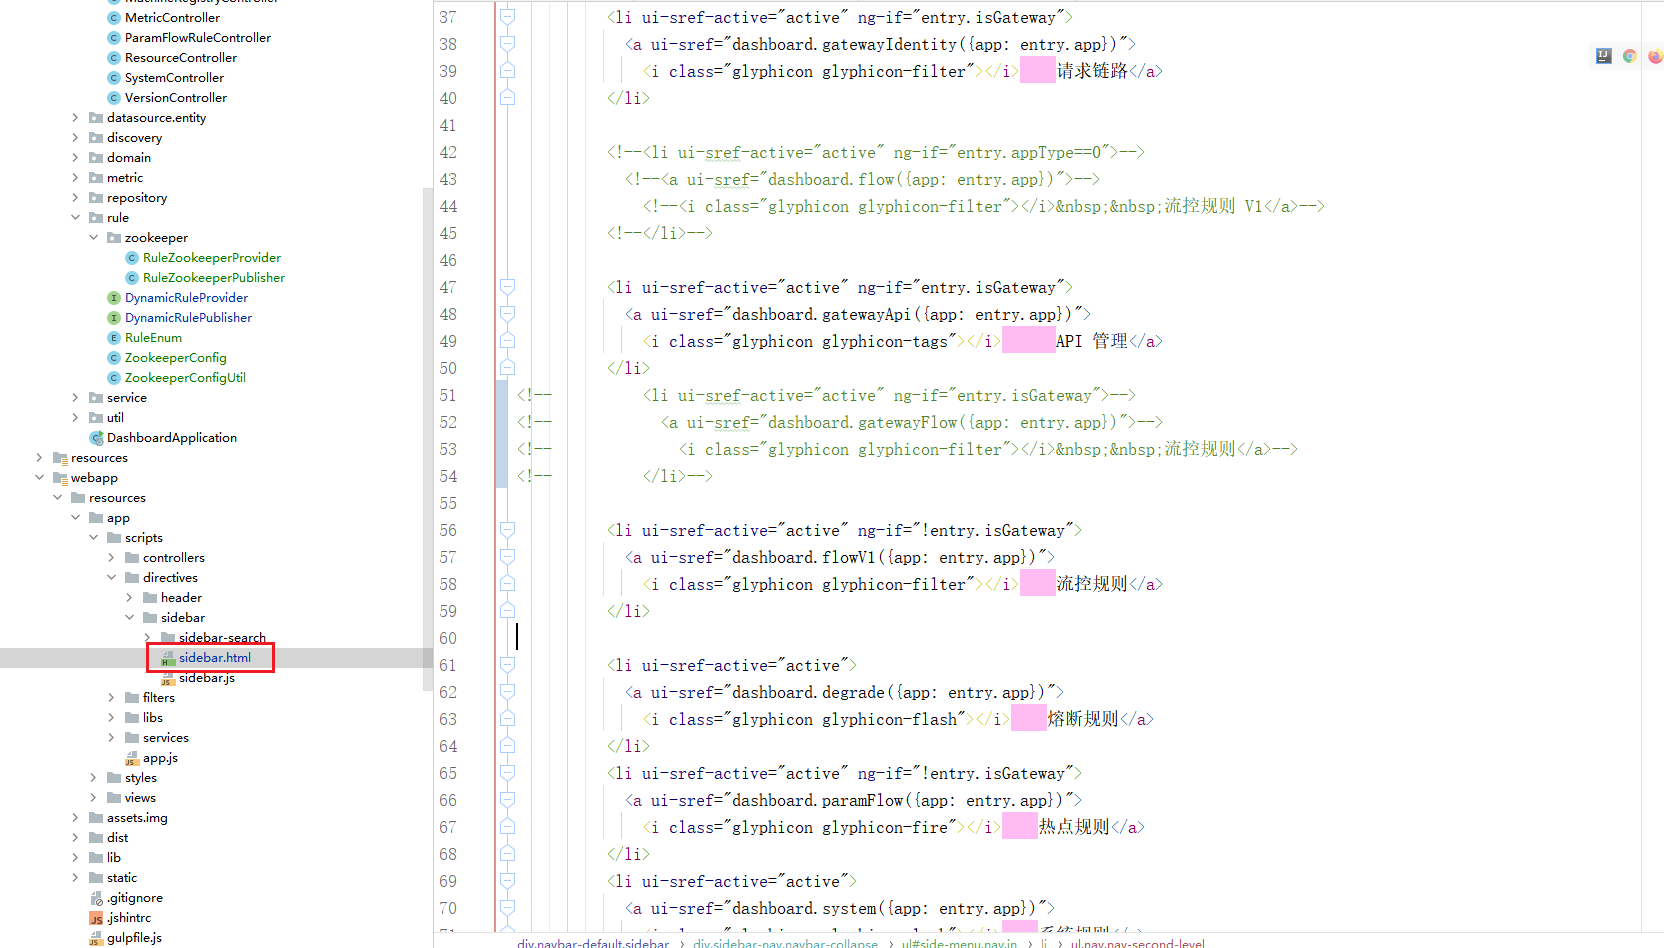 MachineRegistryController
MetricController
ParamFlowRuleController
ResourceController
SystemController
VersionController
datasource.entity
discovery
domain
metric
repository
rule
zookeeper
RuleZookeeperProvider
RuleZookeeperPublisher
DynamicRuleProvider
DynamicRulePublisher
RuleEnum
ZookeeperConfig
ZookeeperConfigUtil
service
util
DashboardApplication
resources
webapp
resources
app
scripts
controllers
directives
header
sidebar
sidebar-search
sidebar.html
sidebar.js
filters
libs
services
app.js
styles
views
assets.img
dist
lib
static
.gitignore
.jshintrc
gulpfile.js
37 <li ui-sref-active="active" ng-if="entry.isGateway">
38 <a ui-sref="dashboard.gatewayIdentity({app: entry.app})">
39 <i class="glyphicon glyphicon-filter"></i> 请求链路</a>
40 </li>
41
42 <!--<li ui-sref-active="active" ng-if="entry.appType==0">-->
43 <!--<a ui-sref="dashboard.flow({app: entry.app})">-->
44 <!--<i class="glyphicon glyphicon-filter"></i>&nbsp;&nbsp;流控规则 V1</a>-->
45 <!--</li>-->
46
47 <li ui-sref-active="active" ng-if="entry.isGateway">
48 <a ui-sref="dashboard.gatewayApi({app: entry.app})">
49 <i class="glyphicon glyphicon-tags"></i> API 管理</a>
50 </li>
51 <!-- <li ui-sref-active="active" ng-if="entry.isGateway">-->
52 <!-- <a ui-sref="dashboard.gatewayFlow({app: entry.app})">-->
53 <!-- <i class="glyphicon glyphicon-filter"></i>&nbsp;&nbsp;流控规则</a>-->
54 <!-- </li>-->
55
56 <li ui-sref-active="active" ng-if="!entry.isGateway">
57 <a ui-sref="dashboard.flowV1({app: entry.app})">
58 <i class="glyphicon glyphicon-filter"></i> 流控规则</a>
59 </li>
60
61 <li ui-sref-active="active">
62 <a ui-sref="dashboard.degrade({app: entry.app})">
63 <i class="glyphicon glyphicon-flash"></i> 熔断规则</a>
64 </li>
65 <li ui-sref-active="active" ng-if="!entry.isGateway">
66 <a ui-sref="dashboard.paramFlow({app: entry.app})">
67 <i class="glyphicon glyphicon-fire"></i> 热点规则</a>
68 </li>
69 <li ui-sref-active="active">
70 <a ui-sref="dashboard.system({app: entry.app})">
div.navbar-default.sidebar > div.sidebar-nav.navbar-collapse > ul#side-menu.nav.in > li > ul.nav.nav-second-level